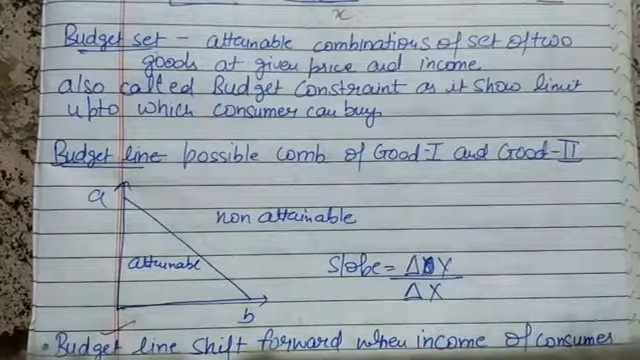 x
Budget set - attainable combinations of set of two
goods at given price and income
also called Budget Constraint as it show limit
upto which consumer can buy
Budget line possible comb of Good-I and Good-II
a
non attainable
attainable
Slobe = ΔY
ΔX
b
• Budget line shift forward when income of consumer